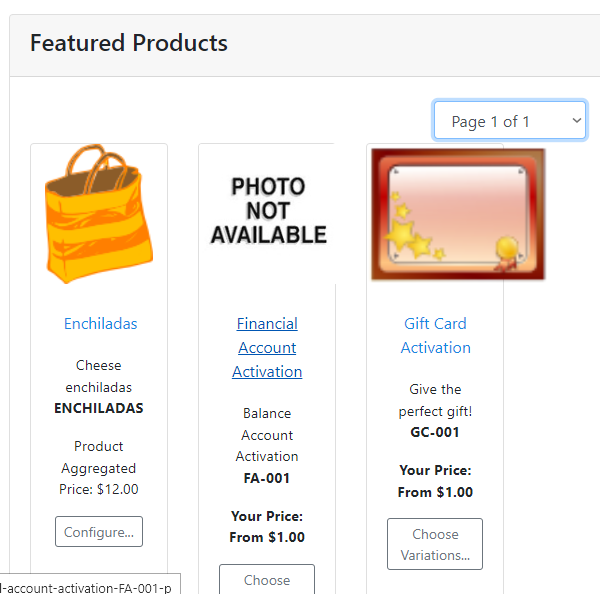 Featured Products
Page 1 of 1
PHOTO
NOT
AVAILABLE
Enchiladas
Cheese
enchiladas
ENCHILADAS
Product
Aggregated
Price: $12.00
Configure...
Financial
Account
Activation
Balance
Account
Activation
FA-001
Your Price:
From $1.00
Choose
Gift Card
Activation
Give the
perfect gift!
GC-001
Your Price:
From $1.00
Choose
Variations...
l-account-activation-FA-001-p